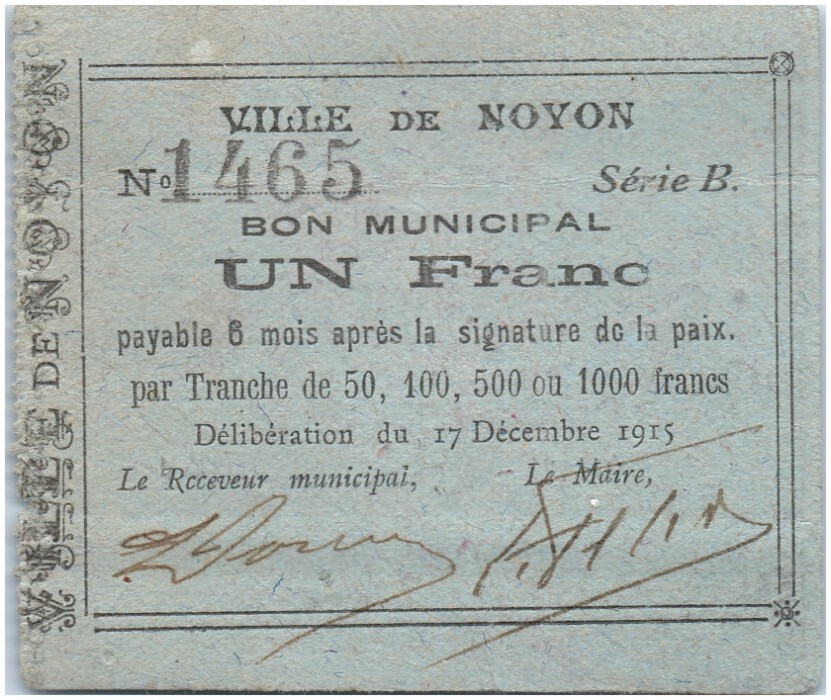 VILLE DE NOYON
VILLE DE NOYON
No 1465 Série B.
BON MUNICIPAL
UN Franc
payable 6 mois après la signature de la paix.
par Tranche de 50, 100, 500 ou 1000 francs
Délibération du 17 Décembre 1915
Le Receveur municipal, Le Maire,